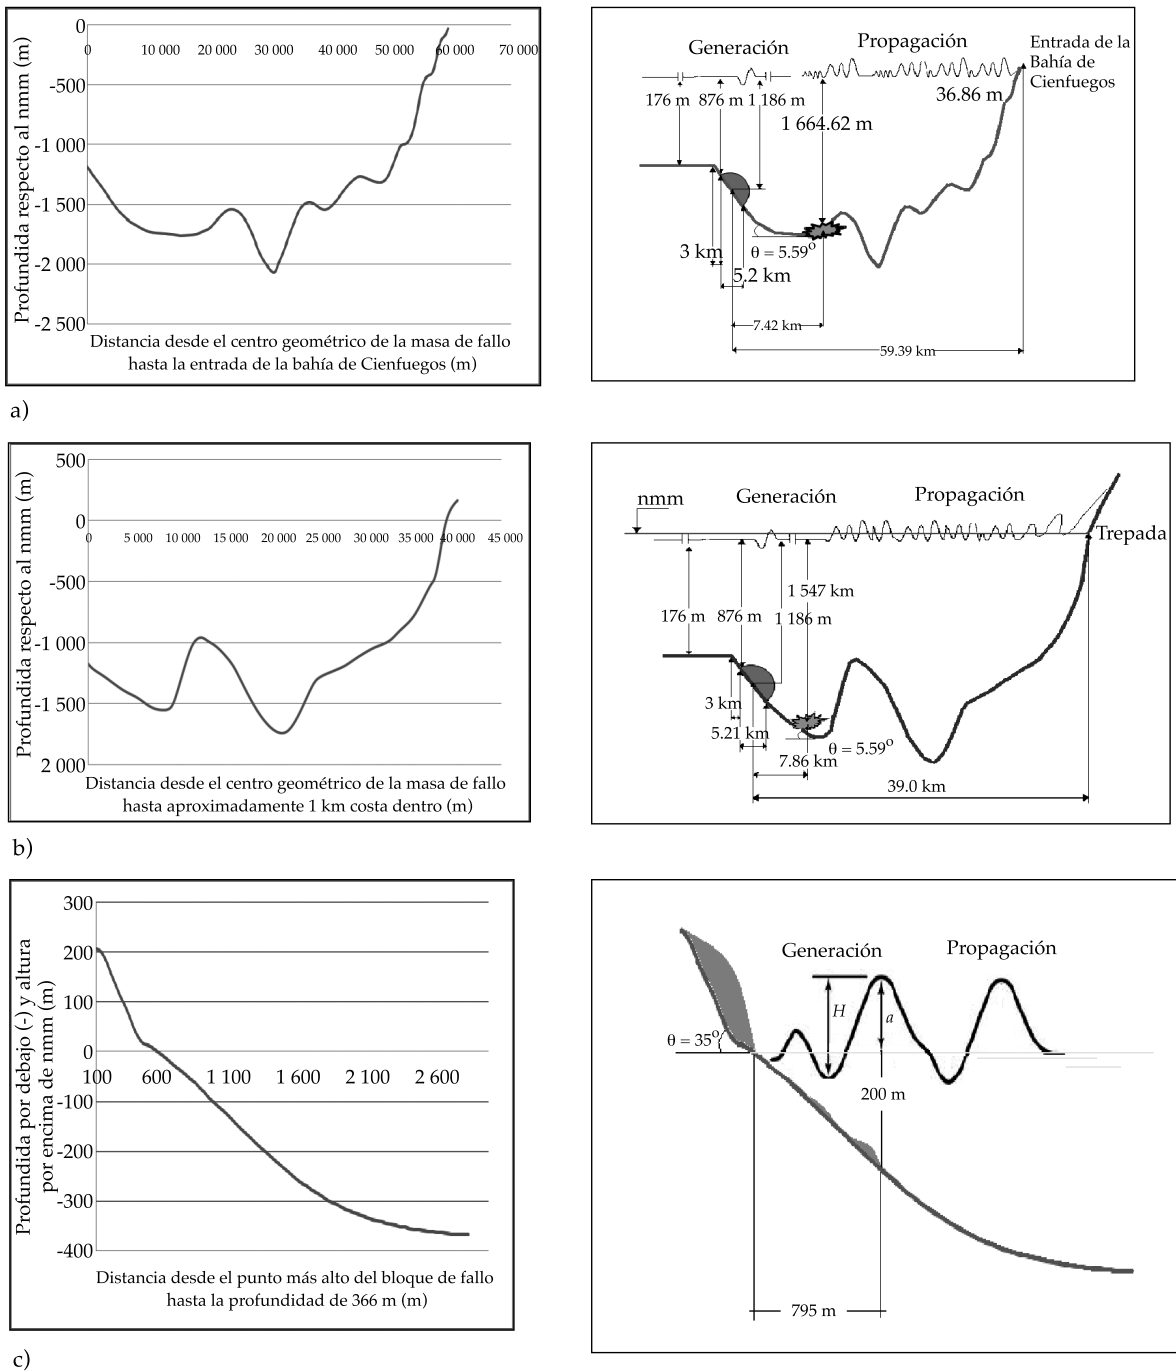 Profundida respecto al nmm (m)
0
-500
-1 000
-1 500
-2 000
-2 500
0 10 000 20 000 30 000 40 000 50 000 60 000 70 000
Distancia desde el centro geométrico de la masa de fallo
hasta la entrada de la bahía de Cienfuegos (m)
Generación
Propagación
Entrada de la
Bahía de
Cienfuegos
176 m 876 m 1 186 m
36.86 m
1 664.62 m
3 km
θ = 5.59º
5.2 km
7.42 km
59.39 km
a)
Profundida respecto al nmm (m)
500
0
-500
-1 000
-1 500
2 000
0 5 000 10 000 15 000 20 000 25 000 30 000 35 000 40 000 45 000
Distancia desde el centro geométrico de la masa de fallo
hasta aproximadamente 1 km costa dentro (m)
nmm
Generación
Propagación
Trepada
1 547 km
176 m 876 m 1 186 m
3 km
5.21 km
θ = 5.59º
7.86 km
39.0 km
b)
Profundida por debajo (-) y altura
por encima de nmm (m)
300
200
100
0
-100
-200
-300
-400
100 600 1 100 1 600 2 100 2 600
Distancia desde el punto más alto del bloque de fallo
hasta la profundidad de 366 m (m)
Generación
Propagación
H
a
θ = 35º
200 m
795 m
c)